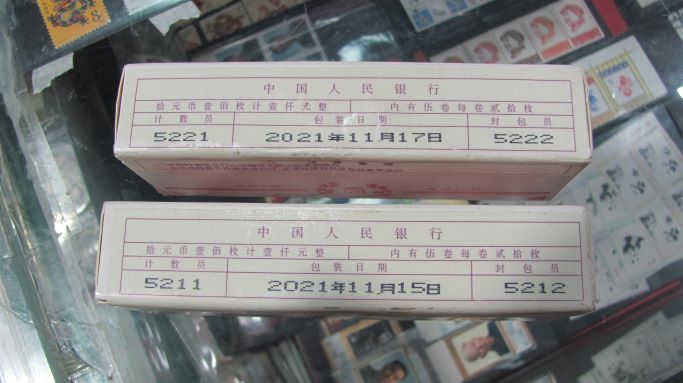 中国人民银行
拾元币壹佰枚计壹仟元整 内有伍卷每卷贰拾枚
计数员 包装日期 封包员
5221 2021年11月17日 5222
中国人民银行
拾元币壹佰枚计壹仟元整 内有伍卷每卷贰拾枚
计数员 包装日期 封包员
5211 2021年11月15日 5212